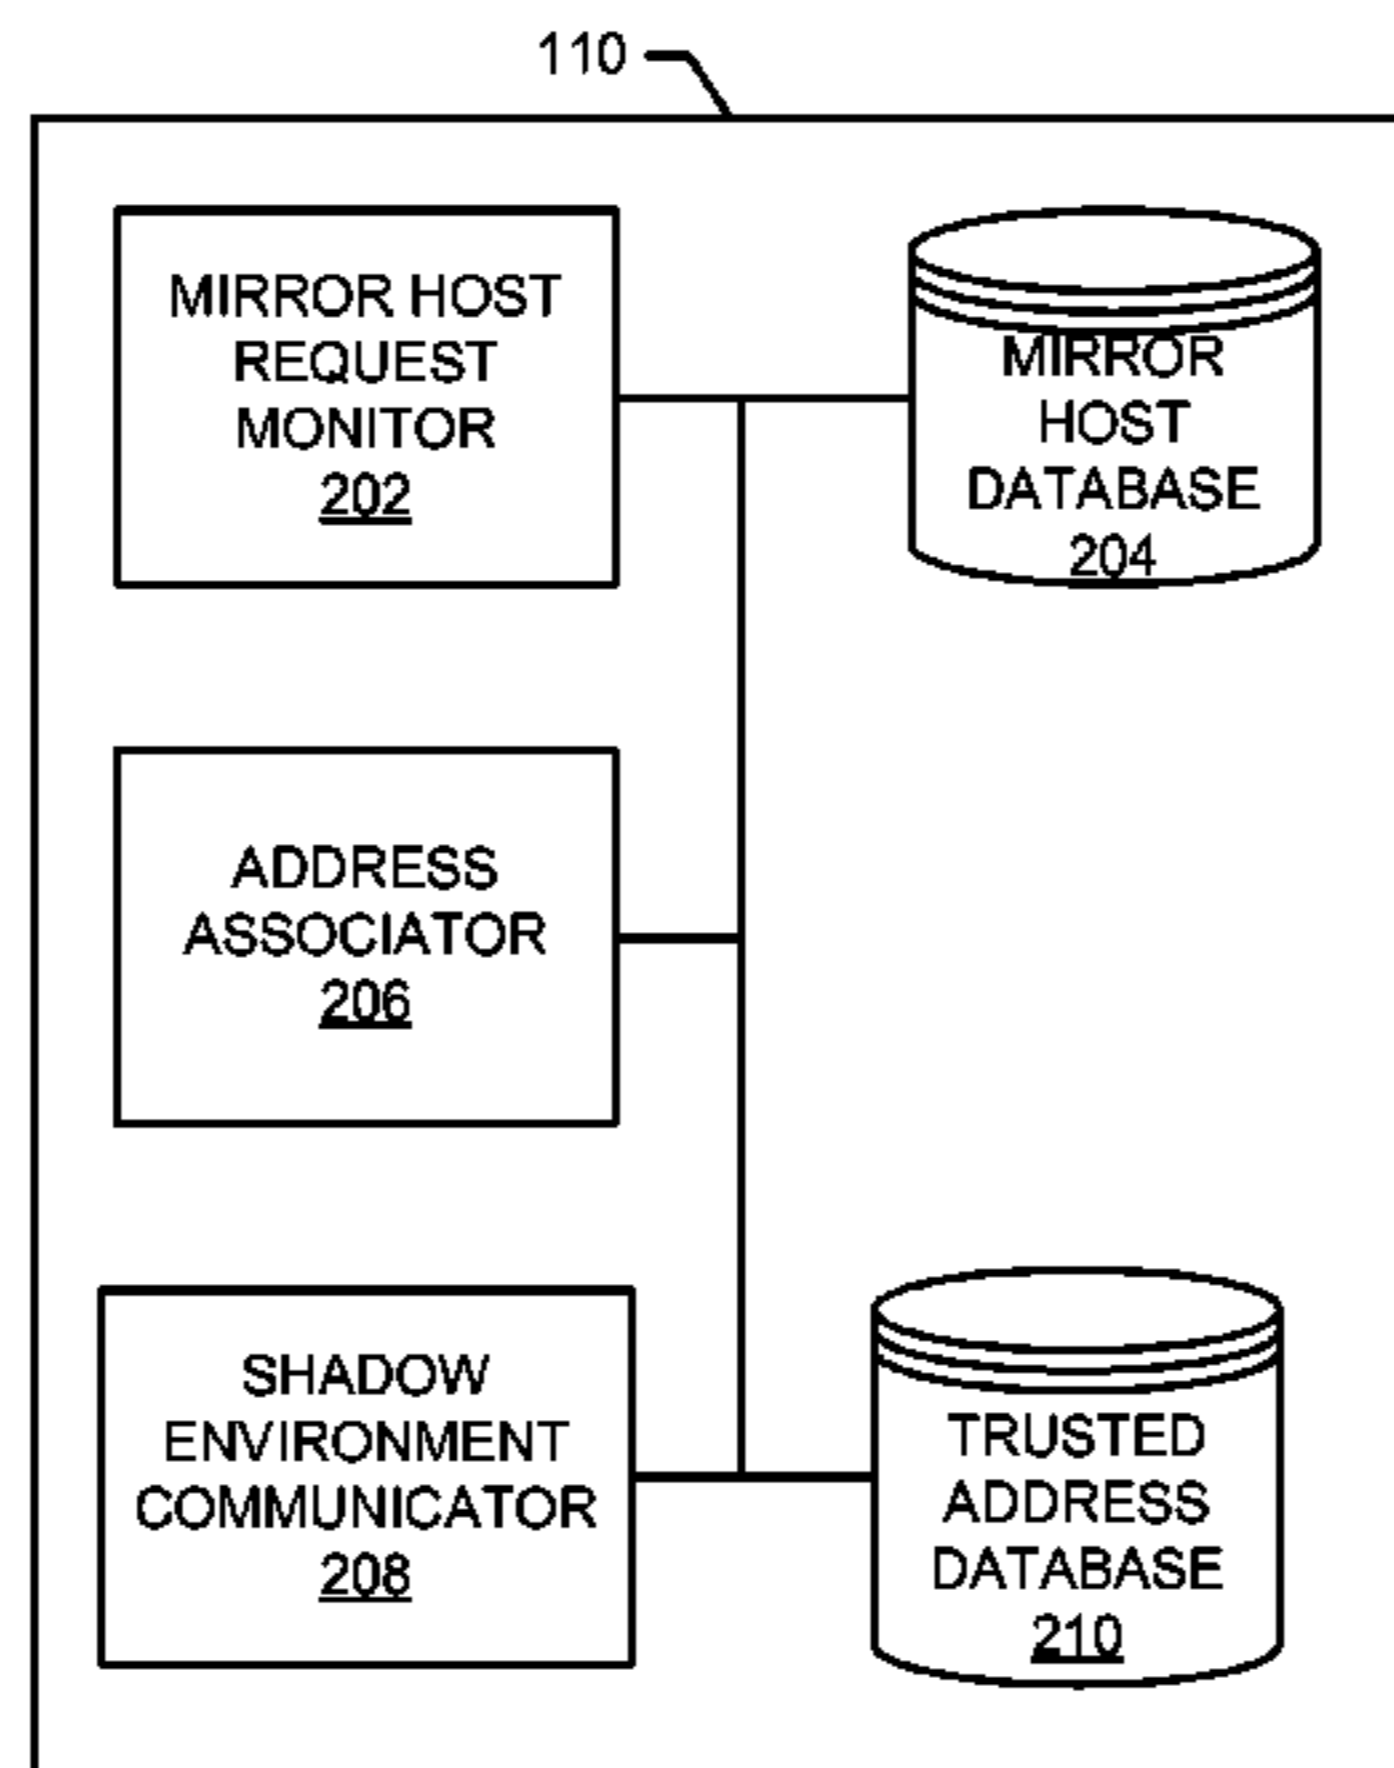 110
MIRROR HOST
REQUEST
MONITOR
202
MIRROR
HOST
DATABASE
204
ADDRESS
ASSOCIATOR
206
SHADOW
ENVIRONMENT
COMMUNICATOR
208
TRUSTED
ADDRESS
DATABASE
210